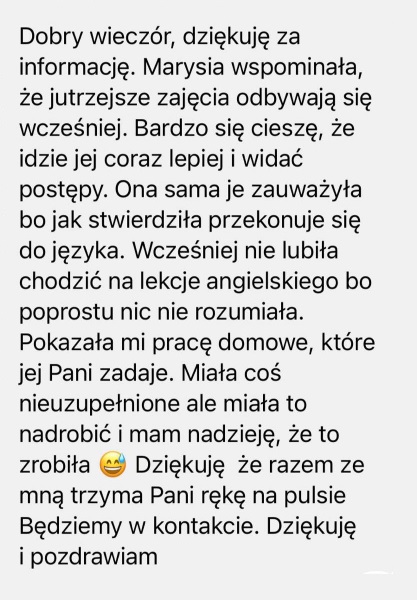 Dobry wieczór, dziękuję za
informację. Marysia wspominała,
że jutrzejsze zajęcia odbywają się
wcześniej. Bardzo się cieszę, że
idzie jej coraz lepiej i widać
postępy. Ona sama je zauważyła
bo jak stwierdziła przekonuje się
do języka. Wcześniej nie lubiła
chodzić na lekcje angielskiego bo
poprostu nic nie rozumiała.
Pokazała mi pracę domowe, które
jej Pani zadaje. Miała coś
nieuzupełnione ale miała to
nadrobić i mam nadzieję, że to
zrobiła 😅 Dziękuję  że razem ze
mną trzyma Pani rękę na pulsie
Będziemy w kontakcie. Dziękuję
i pozdrawiam